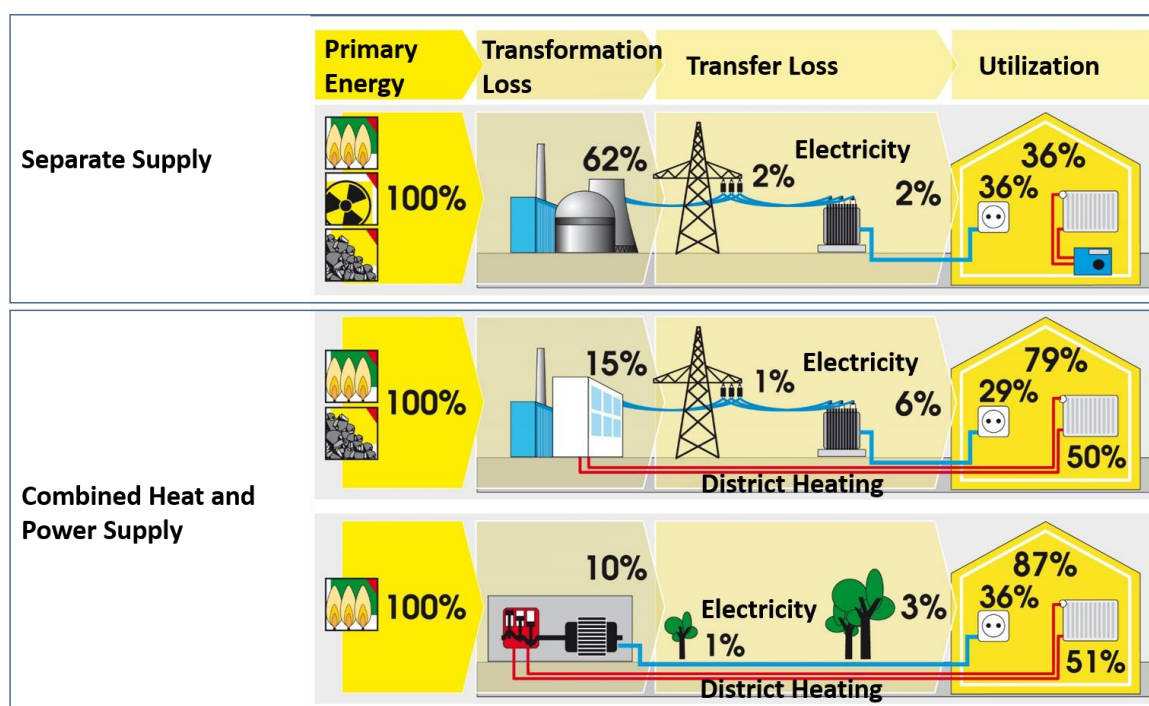 Primary
Energy
Transformation
Loss
Transfer Loss
Utilization
Separate Supply
100%
62%
2%
Electricity
2%
36%
36%
Combined Heat and
Power Supply
100%
15%
1%
Electricity
6%
79%
29%
50%
District Heating
100%
10%
Electricity
1%
3%
87%
36%
51%
District Heating